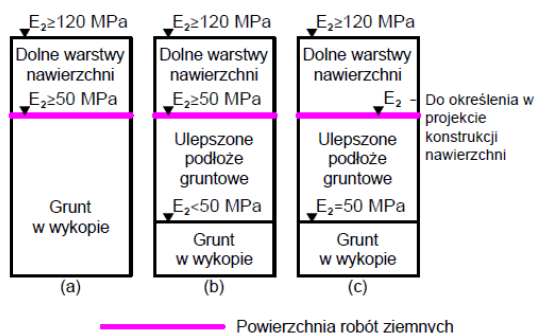 E₂≥120 MPa
Dolne warstwy
nawierzchni
E₂≥50 MPa
Grunt
w wykopie
(a)
E₂≥120 MPa
Dolne warstwy
nawierzchni
E₂≥50 MPa
Ulepszone
podłoże
gruntowe
E₂<50 MPa
Grunt
w wykopie
(b)
E₂≥120 MPa
Dolne warstwy
nawierzchni
E₂ - Do określenia w
projekcie
konstrukcji
nawierzchni
Ulepszone
podłoże
gruntowe
E₂=50 MPa
Grunt
w wykopie
(c)
Powierzchnia robót ziemnych